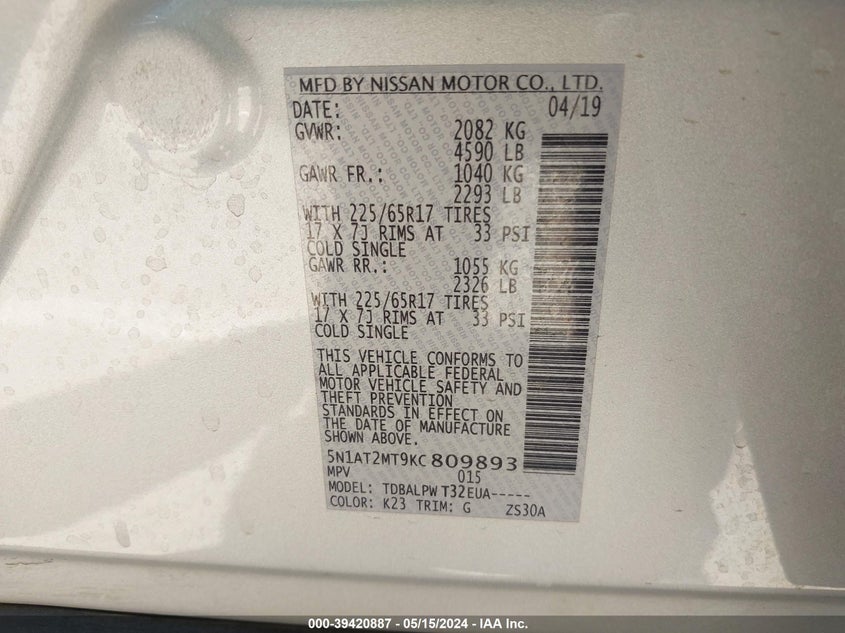 MFD BY NISSAN MOTOR CO., LTD.
DATE: 04/19
GVWR: 2082 KG
4590 LB
GAWR FR.: 1040 KG
2293 LB
WITH 225/65R17 TIRES
17 X 7J RIMS AT 33 PSI
COLD SINGLE
GAWR RR.: 1055 KG
2326 LB
WITH 225/65R17 TIRES
17 X 7J RIMS AT 33 PSI
COLD SINGLE
THIS VEHICLE CONFORMS TO
ALL APPLICABLE FEDERAL
MOTOR VEHICLE SAFETY AND
THEFT PREVENTION
STANDARDS IN EFFECT ON
THE DATE OF MANUFACTURE
SHOWN ABOVE.
5N1AT2MT9KC 809893
MPV 015
MODEL: TDBALPW T32EUA-----
COLOR: K23 TRIM: G ZS30A
000-39420887 - 05/15/2024 - IAA Inc.